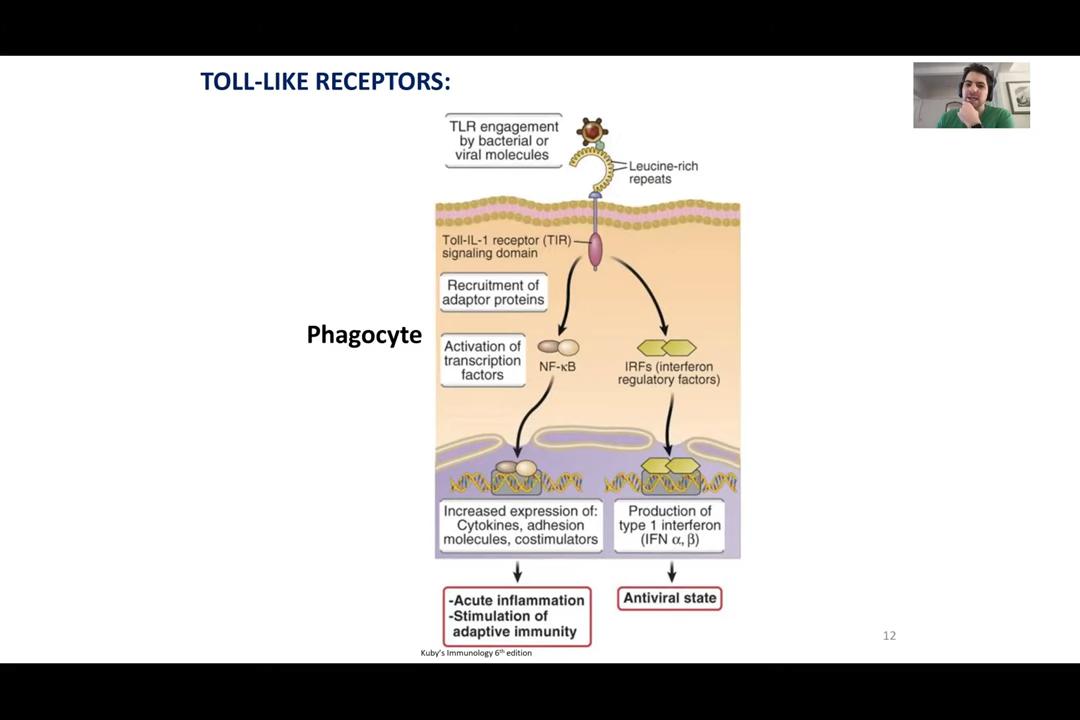 TOLL-LIKE RECEPTORS:
TLR engagement
by bacterial or
viral molecules
Leucine-rich
repeats
Toll-IL-1 receptor (TIR)
signaling domain
Recruitment of
adaptor proteins
Phagocyte
Activation of
transcription
factors
NF-κB
IRFs (interferon
regulatory factors)
Increased expression of:
Cytokines, adhesion
molecules, costimulators
Production of
type 1 interferon
(IFN α, β)
-Acute inflammation
-Stimulation of
adaptive immunity
Antiviral state
12
Kuby's Immunology 6th edition